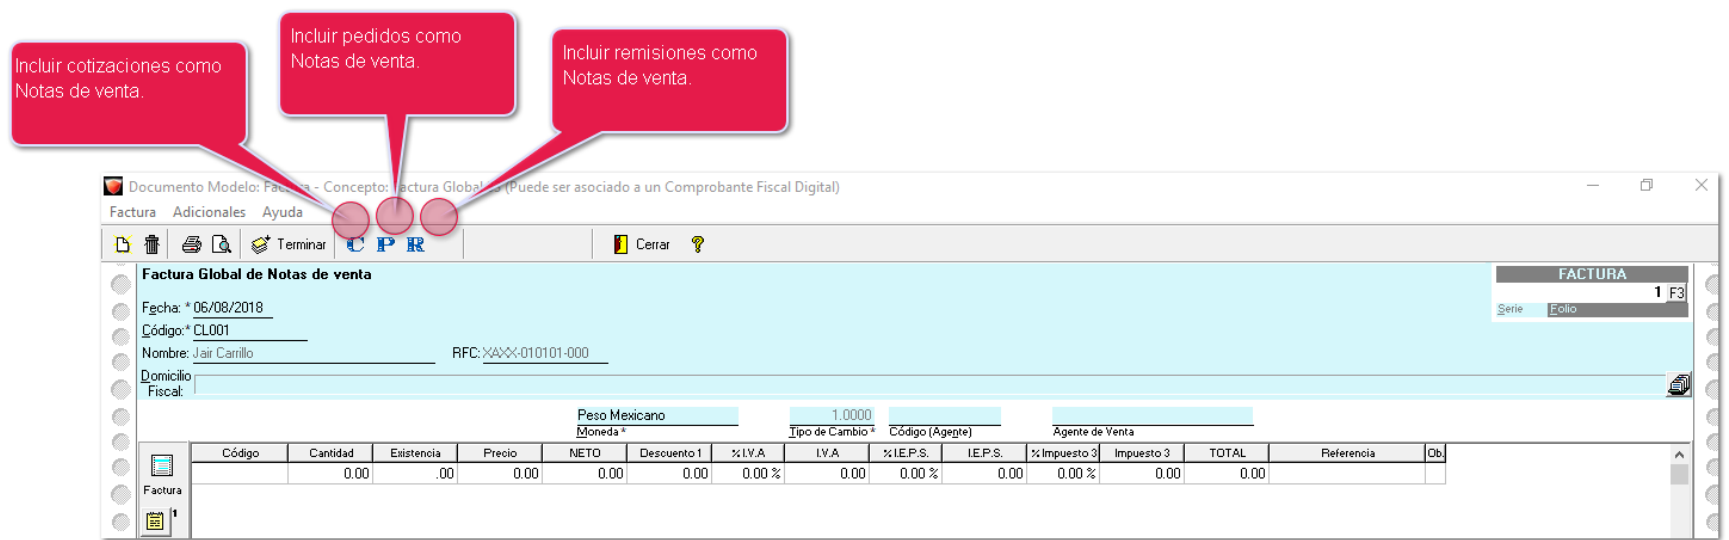 Incluir cotizaciones como
Notas de venta.
Incluir pedidos como
Notas de venta.
Incluir remisiones como
Notas de venta.
Documento Modelo: Factura - Concepto: Factura Global (Puede ser asociado a un Comprobante Fiscal Digital)
Factura Adicionales Ayuda
Terminar C P R Cerrar ?
Factura Global de Notas de venta
FACTURA
1 F3
Serie Folio
Fecha: * 06/08/2018
Código:* CL001
Nombre: Jair Carrillo RFC: XAXX-010101-000
Domicilio
Fiscal:
Peso Mexicano 1.0000
Moneda * Tipo de Cambio * Código (Agente) Agente de Venta
Código Cantidad Existencia Precio NETO Descuento 1 % I.V.A I.V.A % I.E.P.S. I.E.P.S. % Impuesto 3 Impuesto 3 TOTAL Referencia Ob.
0.00 .00 0.00 0.00 0.00 0.00 % 0.00 0.00 % 0.00 0.00 % 0.00 0.00
Factura
1